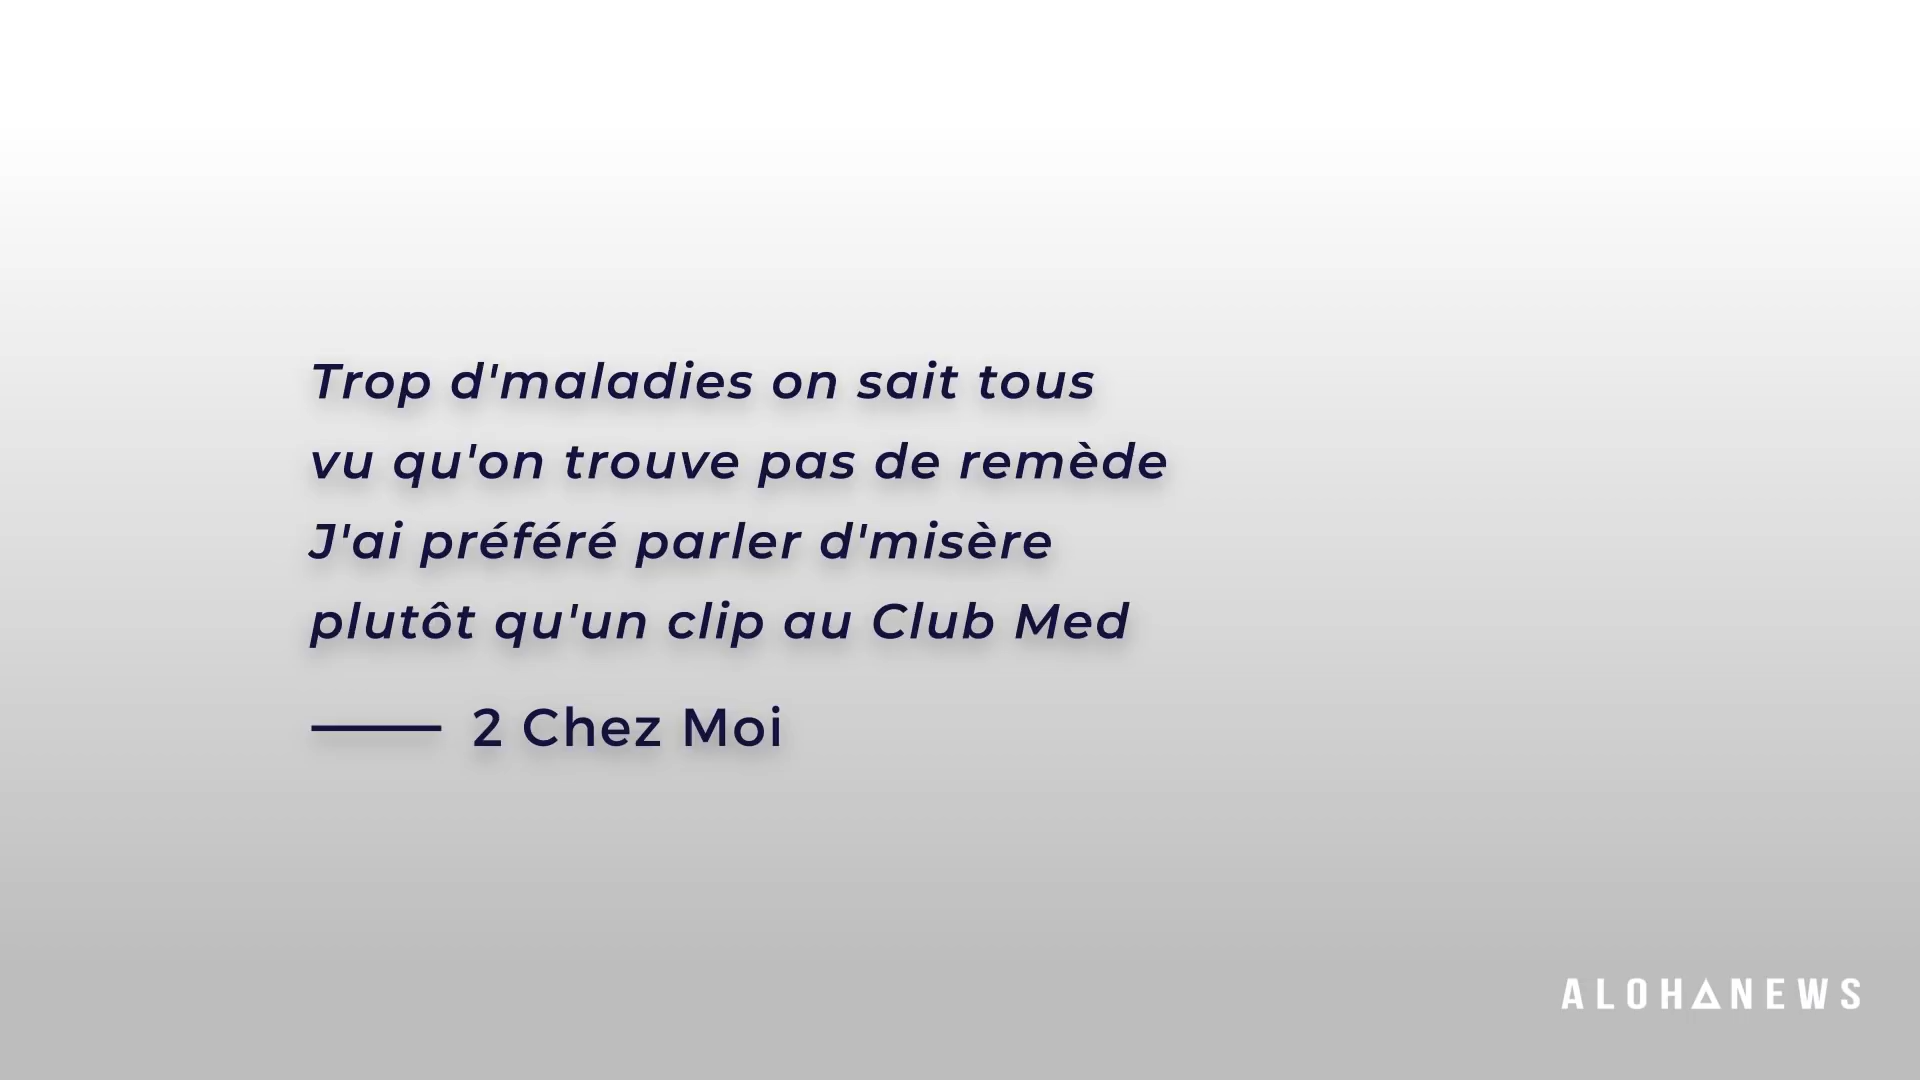 Trop d'maladies on sait tous
vu qu'on trouve pas de remède
J'ai préféré parler d'misère
plutôt qu'un clip au Club Med
2 Chez Moi
ALOHANEWS